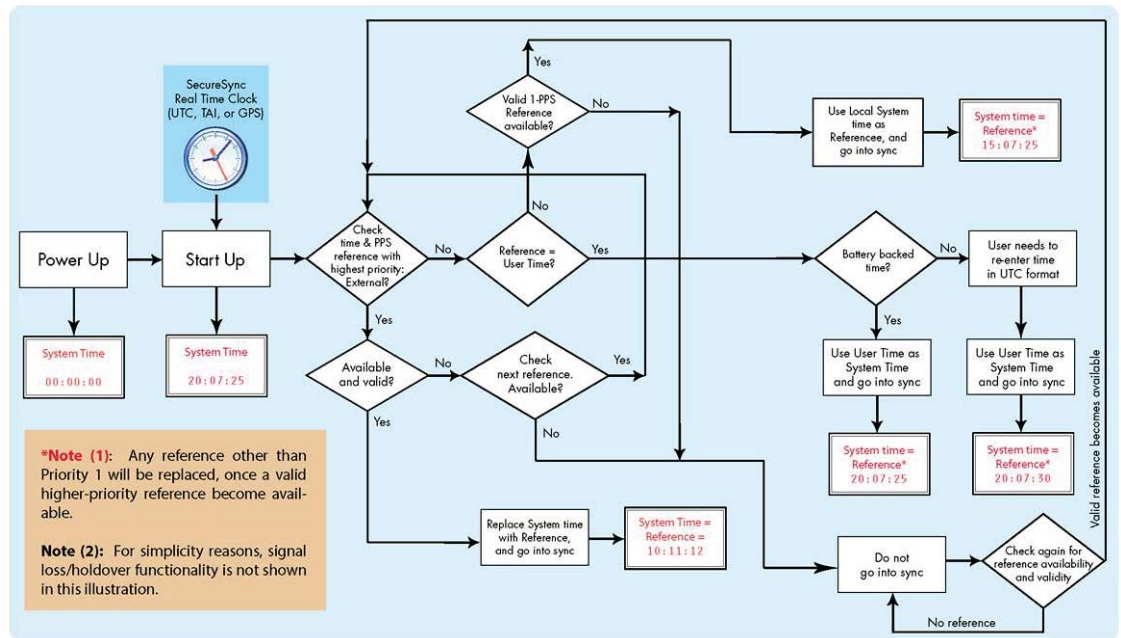 SecureSync
Real Time Clock
(UTC, TAI, or GPS)
Power Up
System Time
00:00:00
Start Up
System Time
20:07:25
Check
time & PPS
reference with
highest priority:
External?
No
Yes
Reference =
User Time?
No
Yes
Valid 1-PPS
Reference
available?
Yes
No
Use Local System
time as
Referencee, and
go into sync
System time =
Reference*
15:07:25
Battery backed
time?
No
Yes
User needs to
re-enter time
in UTC format
Use User Time as
System Time
and go into sync
Use User Time as
System Time
and go into sync
System time =
Reference*
20:07:25
System time =
Reference*
20:07:30
Available
and valid?
No
Yes
Check
next reference.
Available?
Yes
No
Replace System time
with Reference,
and go into sync
System Time =
Reference =
10:11:12
Do not
go into sync
Check again for
reference availability
and validity
No reference
Valid reference becomes available
*Note (1): Any reference other than
Priority 1 will be replaced, once a valid
higher-priority reference become avail-
able.
Note (2): For simplicity reasons, signal
loss/holdover functionality is not shown
in this illustration.